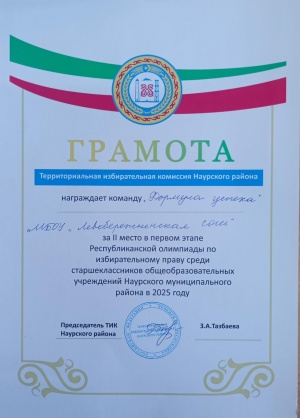 ГРАМОТА
Территориальная избирательная комиссия Наурского района
награждает команду „Формула успеха"
„МБОУ „Левобереженская СОШ"
за II место в первом этапе
Республиканской олимпиады по
избирательному праву среди
старшеклассников общеобразовательных
учреждений Наурского муниципального
района в 2025 году
Председатель ТИК
Наурского района
З.А.Тазбаева